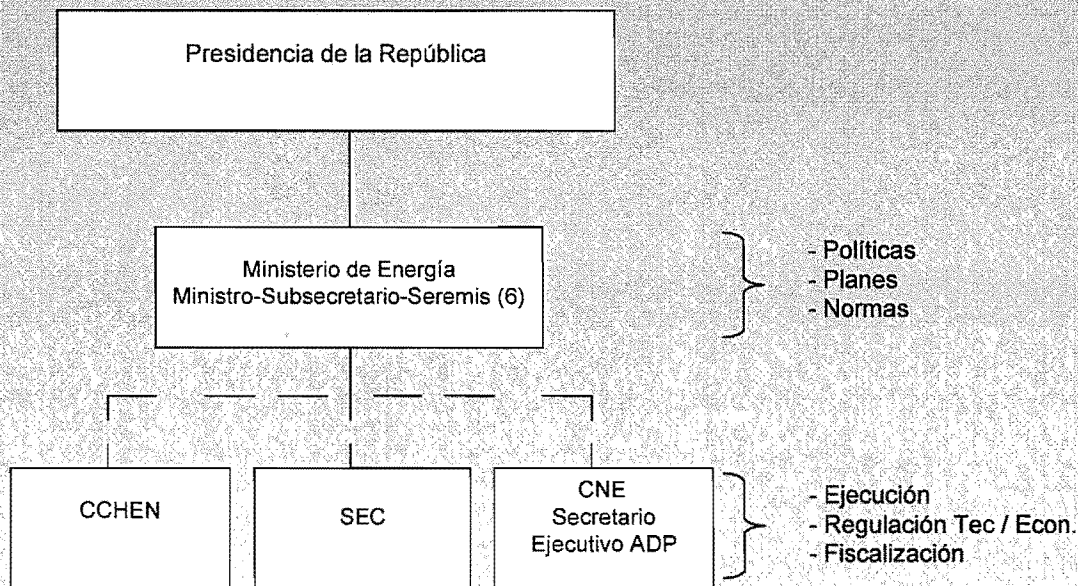 Presidencia de la República
Ministerio de Energía
Ministro-Subsecretario-Seremis (6)
- Políticas
- Planes
- Normas
CCHEN
SEC
CNE
Secretario
Ejecutivo ADP
- Ejecución
- Regulación Tec / Econ.
- Fiscalización